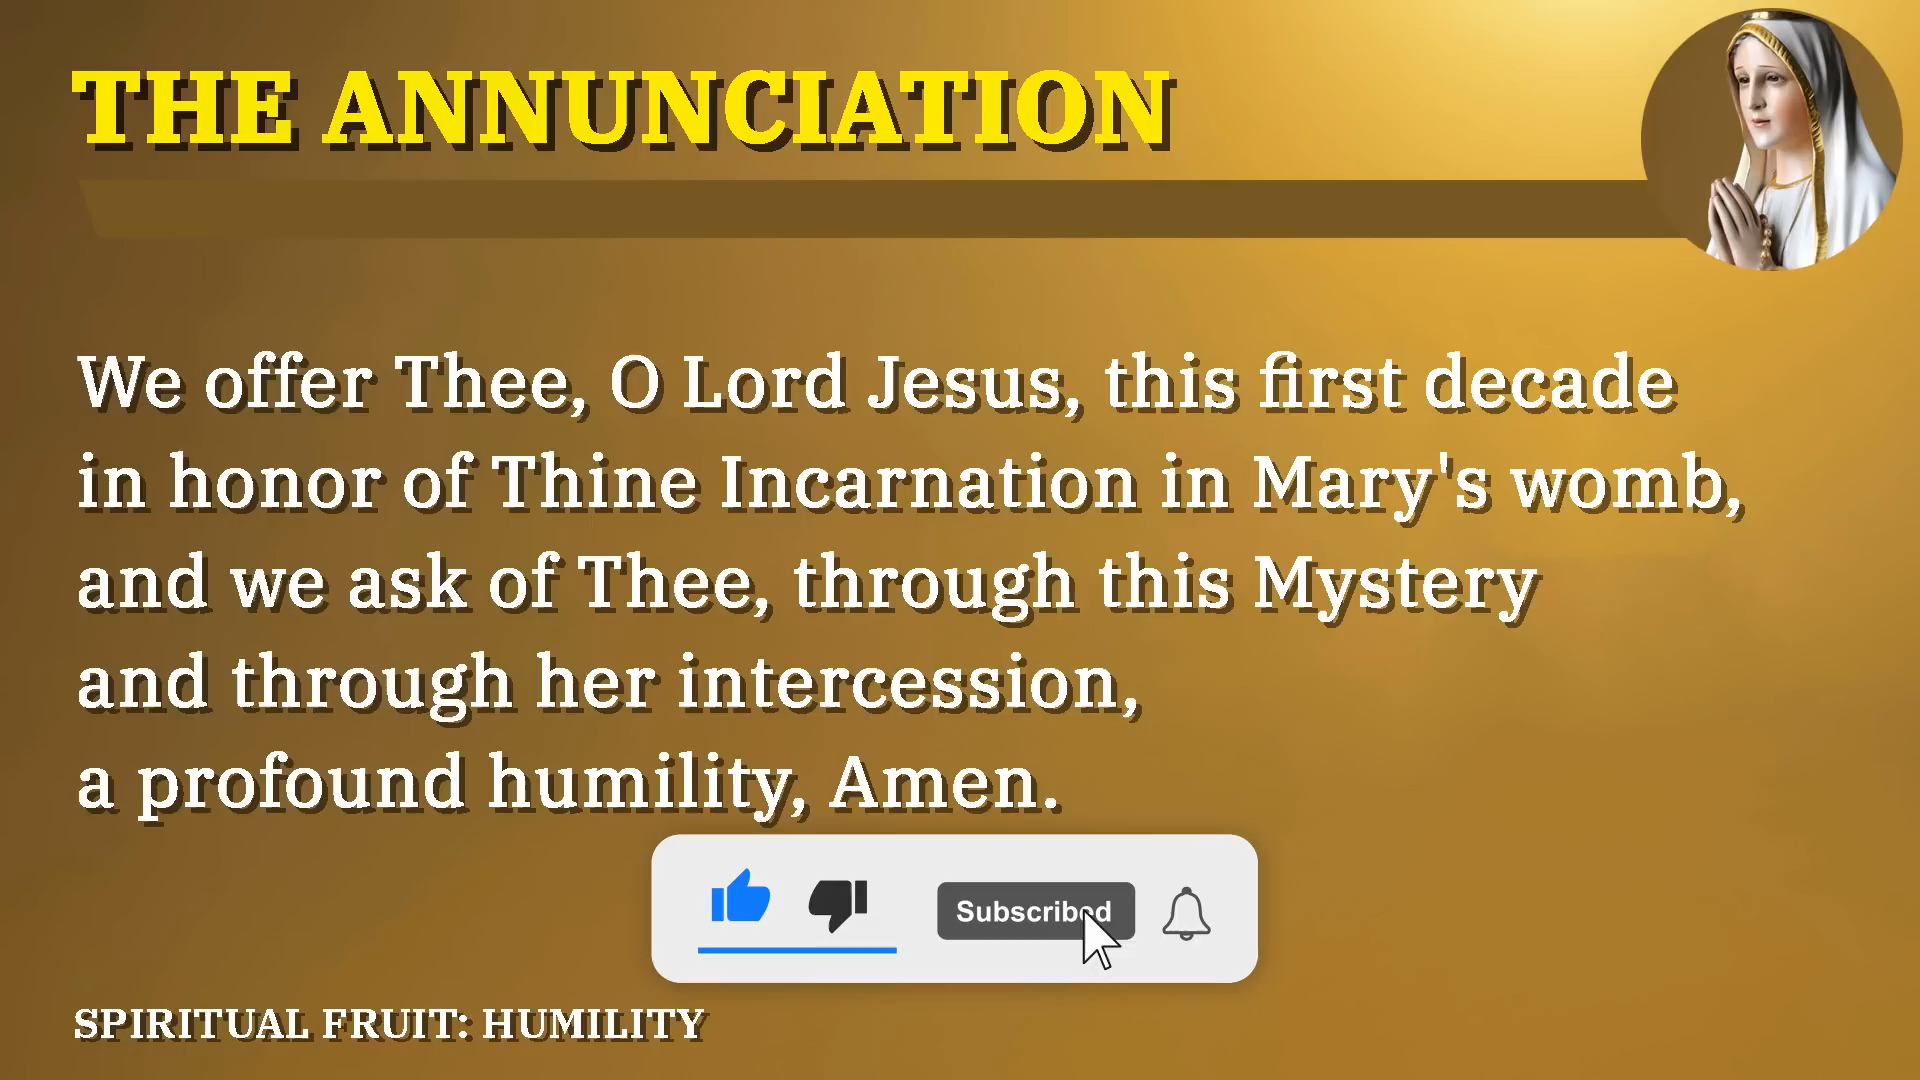 THE ANNUNCIATION
We offer Thee, O Lord Jesus, this first decade
in honor of Thine Incarnation in Mary's womb,
and we ask of Thee, through this Mystery
and through her intercession,
a profound humility, Amen.
Subscribed
SPIRITUAL FRUIT: HUMILITY